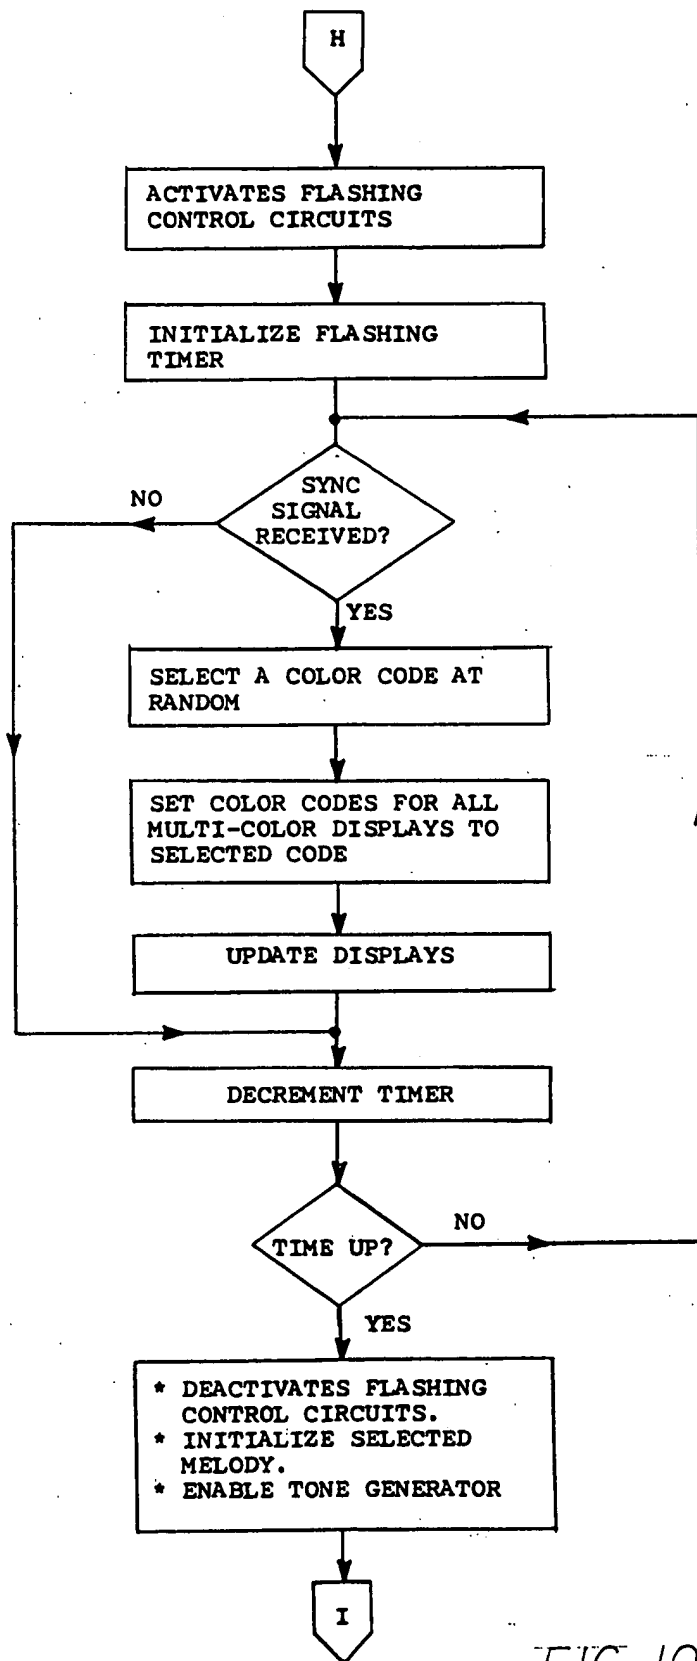 H
ACTIVATES FLASHING
CONTROL CIRCUITS
INITIALIZE FLASHING
TIMER
SYNC
SIGNAL
RECEIVED?
NO
YES
SELECT A COLOR CODE AT
RANDOM
SET COLOR CODES FOR ALL
MULTI-COLOR DISPLAYS TO
SELECTED CODE
UPDATE DISPLAYS
DECREMENT TIMER
TIME UP?
NO
YES
* DEACTIVATES FLASHING
CONTROL CIRCUITS.
* INITIALIZE SELECTED
MELODY.
* ENABLE TONE GENERATOR
I